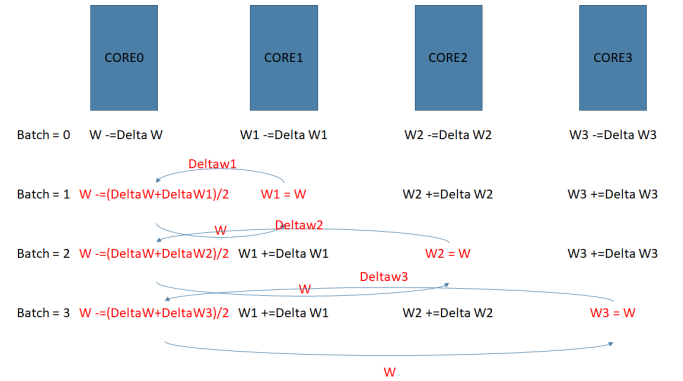 CORE0 CORE1 CORE2 CORE3
Batch = 0 W -=Delta W W1 -=Delta W1 W2 -=Delta W2 W3 -=Delta W3
Deltaw1
Batch = 1 W -=(DeltaW+DeltaW1)/2 W1 = W W2 +=Delta W2 W3 +=Delta W3
Deltaw2
W
Batch = 2 W -=(DeltaW+DeltaW2)/2 W1 +=Delta W1 W2 = W W3 +=Delta W3
Deltaw3
W
Batch = 3 W -=(DeltaW+DeltaW3)/2 W1 +=Delta W1 W2 +=Delta W2 W3 = W
W